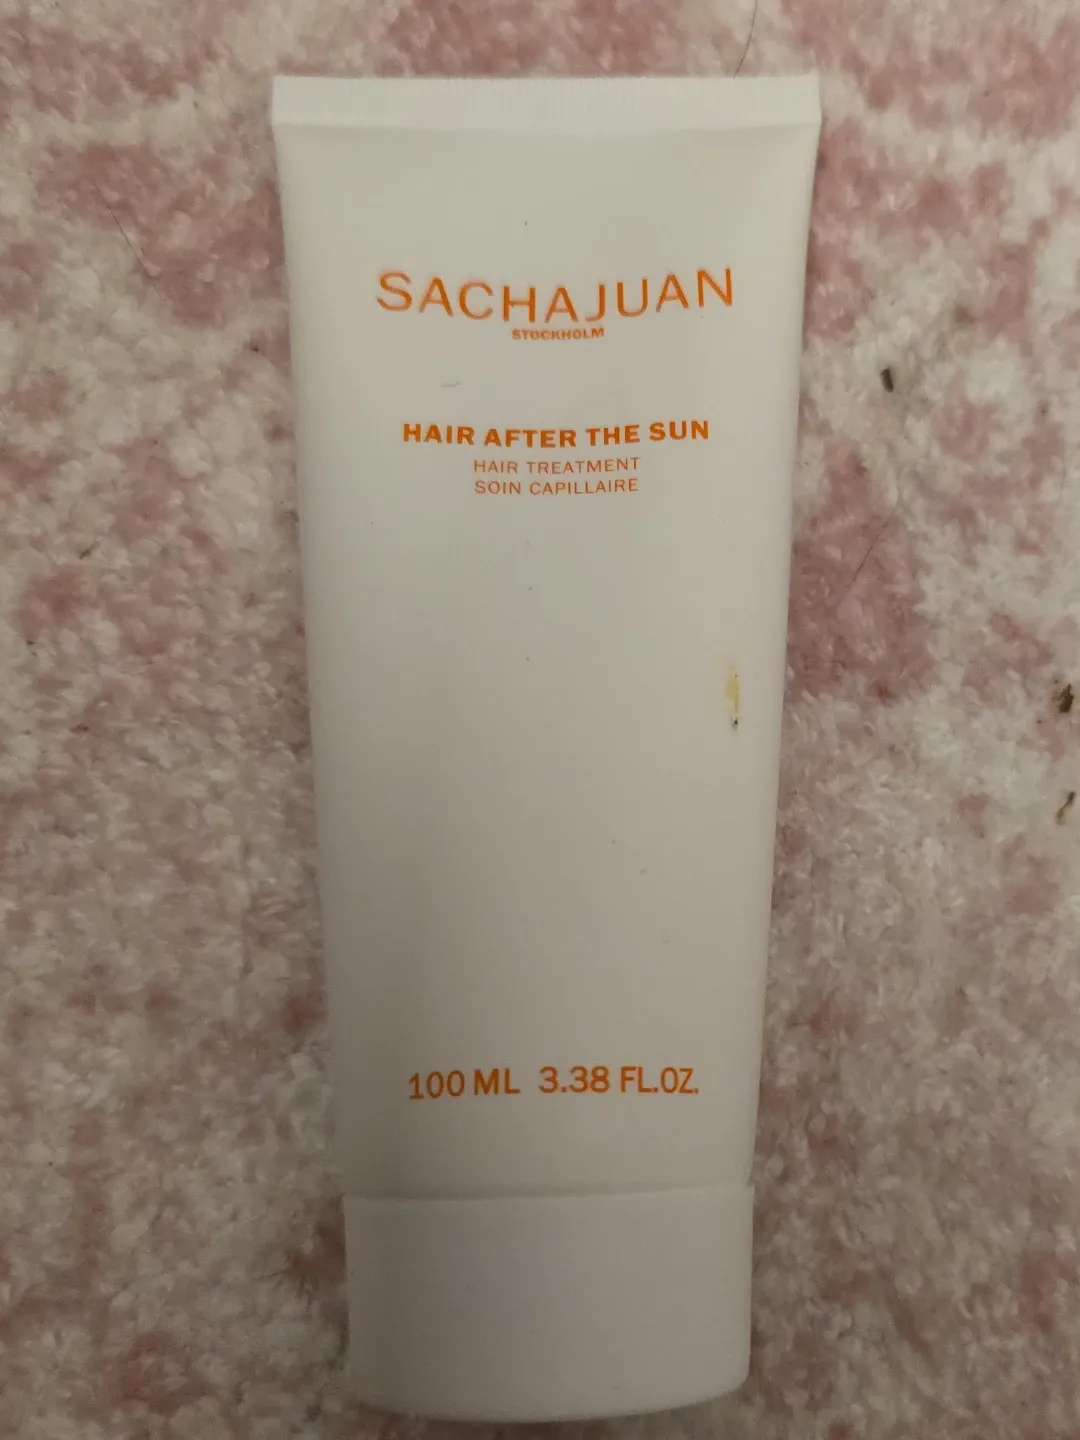 SACHAJUAN
STOCKHOLM
HAIR AFTER THE SUN
HAIR TREATMENT
SOIN CAPILLAIRE
100 ML 3.38 FL.OZ.